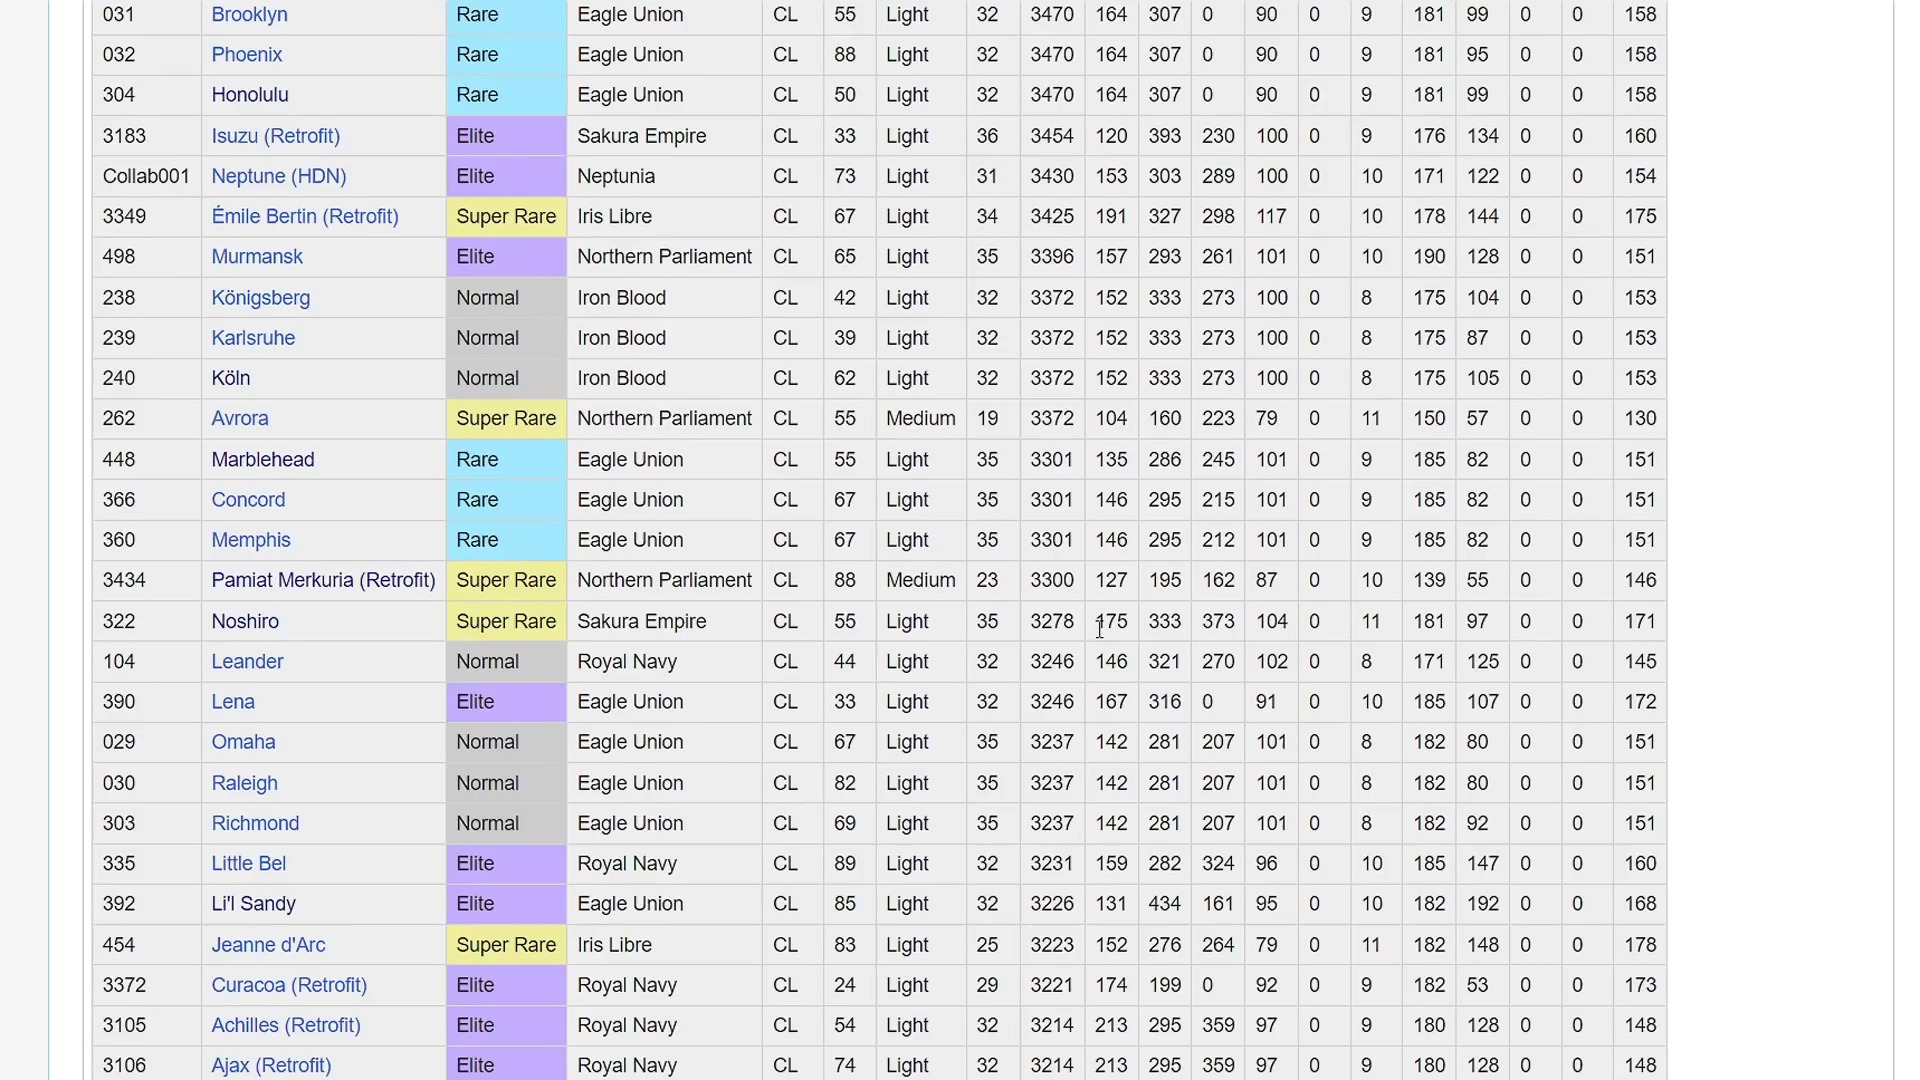 031 Brooklyn Rare Eagle Union CL 55 Light 32 3470 164 307 0 90 0 9 181 99 0 0 158
032 Phoenix Rare Eagle Union CL 88 Light 32 3470 164 307 0 90 0 9 181 95 0 0 158
304 Honolulu Rare Eagle Union CL 50 Light 32 3470 164 307 0 90 0 9 181 99 0 0 158
3183 Isuzu (Retrofit) Elite Sakura Empire CL 33 Light 36 3454 120 393 230 100 0 9 176 134 0 0 160
Collab001 Neptune (HDN) Elite Neptunia CL 73 Light 31 3430 153 303 289 100 0 10 171 122 0 0 154
3349 Émile Bertin (Retrofit) Super Rare Iris Libre CL 67 Light 34 3425 191 327 298 117 0 10 178 144 0 0 175
498 Murmansk Elite Northern Parliament CL 65 Light 35 3396 157 293 261 101 0 10 190 128 0 0 151
238 Königsberg Normal Iron Blood CL 42 Light 32 3372 152 333 273 100 0 8 175 104 0 0 153
239 Karlsruhe Normal Iron Blood CL 39 Light 32 3372 152 333 273 100 0 8 175 87 0 0 153
240 Köln Normal Iron Blood CL 62 Light 32 3372 152 333 273 100 0 8 175 105 0 0 153
262 Avrora Super Rare Northern Parliament CL 55 Medium 19 3372 104 160 223 79 0 11 150 57 0 0 130
448 Marblehead Rare Eagle Union CL 55 Light 35 3301 135 286 245 101 0 9 185 82 0 0 151
366 Concord Rare Eagle Union CL 67 Light 35 3301 146 295 215 101 0 9 185 82 0 0 151
360 Memphis Rare Eagle Union CL 67 Light 35 3301 146 295 212 101 0 9 185 82 0 0 151
3434 Pamiat Merkuria (Retrofit) Super Rare Northern Parliament CL 88 Medium 23 3300 127 195 162 87 0 10 139 55 0 0 146
322 Noshiro Super Rare Sakura Empire CL 55 Light 35 3278 175 333 373 104 0 11 181 97 0 0 171
104 Leander Normal Royal Navy CL 44 Light 32 3246 146 321 270 102 0 8 171 125 0 0 145
390 Lena Elite Eagle Union CL 33 Light 32 3246 167 316 0 91 0 10 185 107 0 0 172
029 Omaha Normal Eagle Union CL 67 Light 35 3237 142 281 207 101 0 8 182 80 0 0 151
030 Raleigh Normal Eagle Union CL 82 Light 35 3237 142 281 207 101 0 8 182 80 0 0 151
303 Richmond Normal Eagle Union CL 69 Light 35 3237 142 281 207 101 0 8 182 92 0 0 151
335 Little Bel Elite Royal Navy CL 89 Light 32 3231 159 282 324 96 0 10 185 147 0 0 160
392 Li'l Sandy Elite Eagle Union CL 85 Light 32 3226 131 434 161 95 0 10 182 192 0 0 168
454 Jeanne d'Arc Super Rare Iris Libre CL 83 Light 25 3223 152 276 264 79 0 11 182 148 0 0 178
3372 Curacoa (Retrofit) Elite Royal Navy CL 24 Light 29 3221 174 199 0 92 0 9 182 53 0 0 173
3105 Achilles (Retrofit) Elite Royal Navy CL 54 Light 32 3214 213 295 359 97 0 9 180 128 0 0 148
3106 Ajax (Retrofit) Elite Royal Navy CL 74 Light 32 3214 213 295 359 97 0 9 180 128 0 0 148